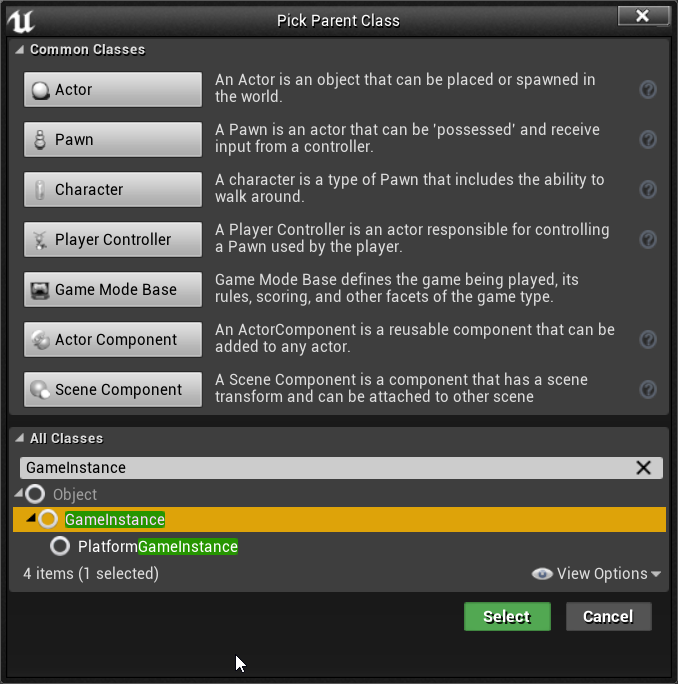 Pick Parent Class
Common Classes
Actor
An Actor is an object that can be placed or spawned in
the world.
Pawn
A Pawn is an actor that can be 'possessed' and receive
input from a controller.
Character
A character is a type of Pawn that includes the ability to
walk around.
Player Controller
A Player Controller is an actor responsible for controlling
a Pawn used by the player.
Game Mode Base
Game Mode Base defines the game being played, its
rules, scoring, and other facets of the game type.
Actor Component
An ActorComponent is a reusable component that can be
added to any actor.
Scene Component
A Scene Component is a component that has a scene
transform and can be attached to other scene
All Classes
GameInstance
Object
GameInstance
PlatformGameInstance
4 items (1 selected)
View Options
Select
Cancel